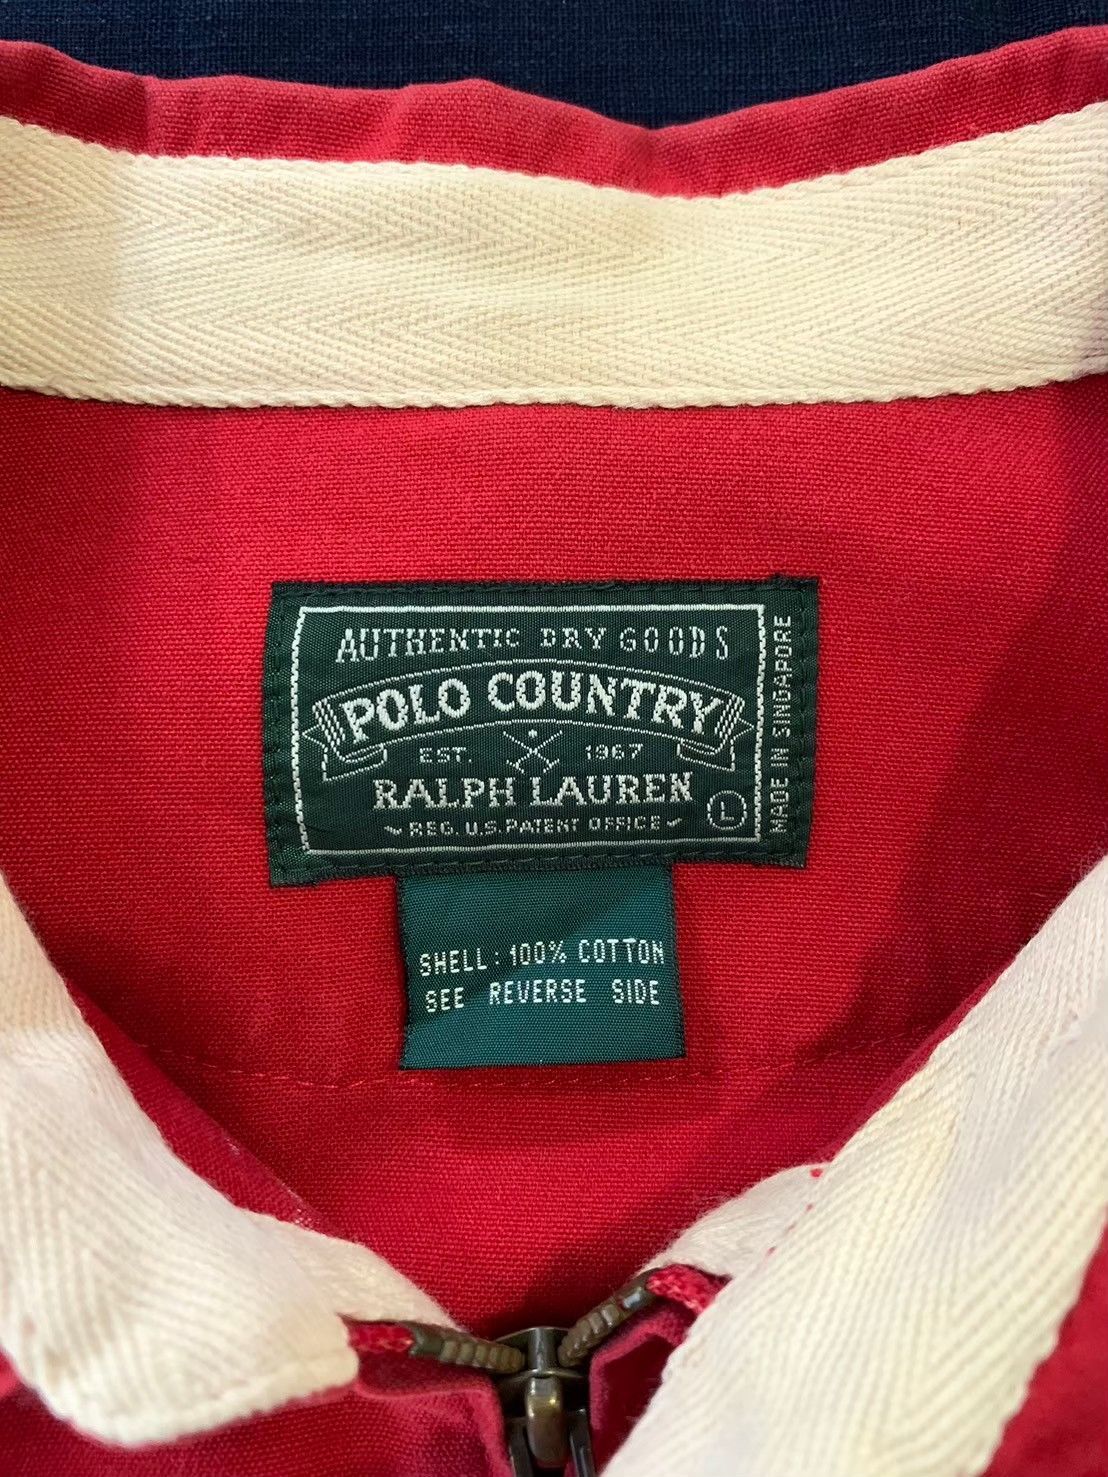 AUTHENTIC DRY GOODS
POLO COUNTRY
EST. 1967
RALPH LAUREN
REG. U.S. PATENT OFFICE
L
MADE IN SINGAPORE
SHELL: 100% COTTON
SEE REVERSE SIDE